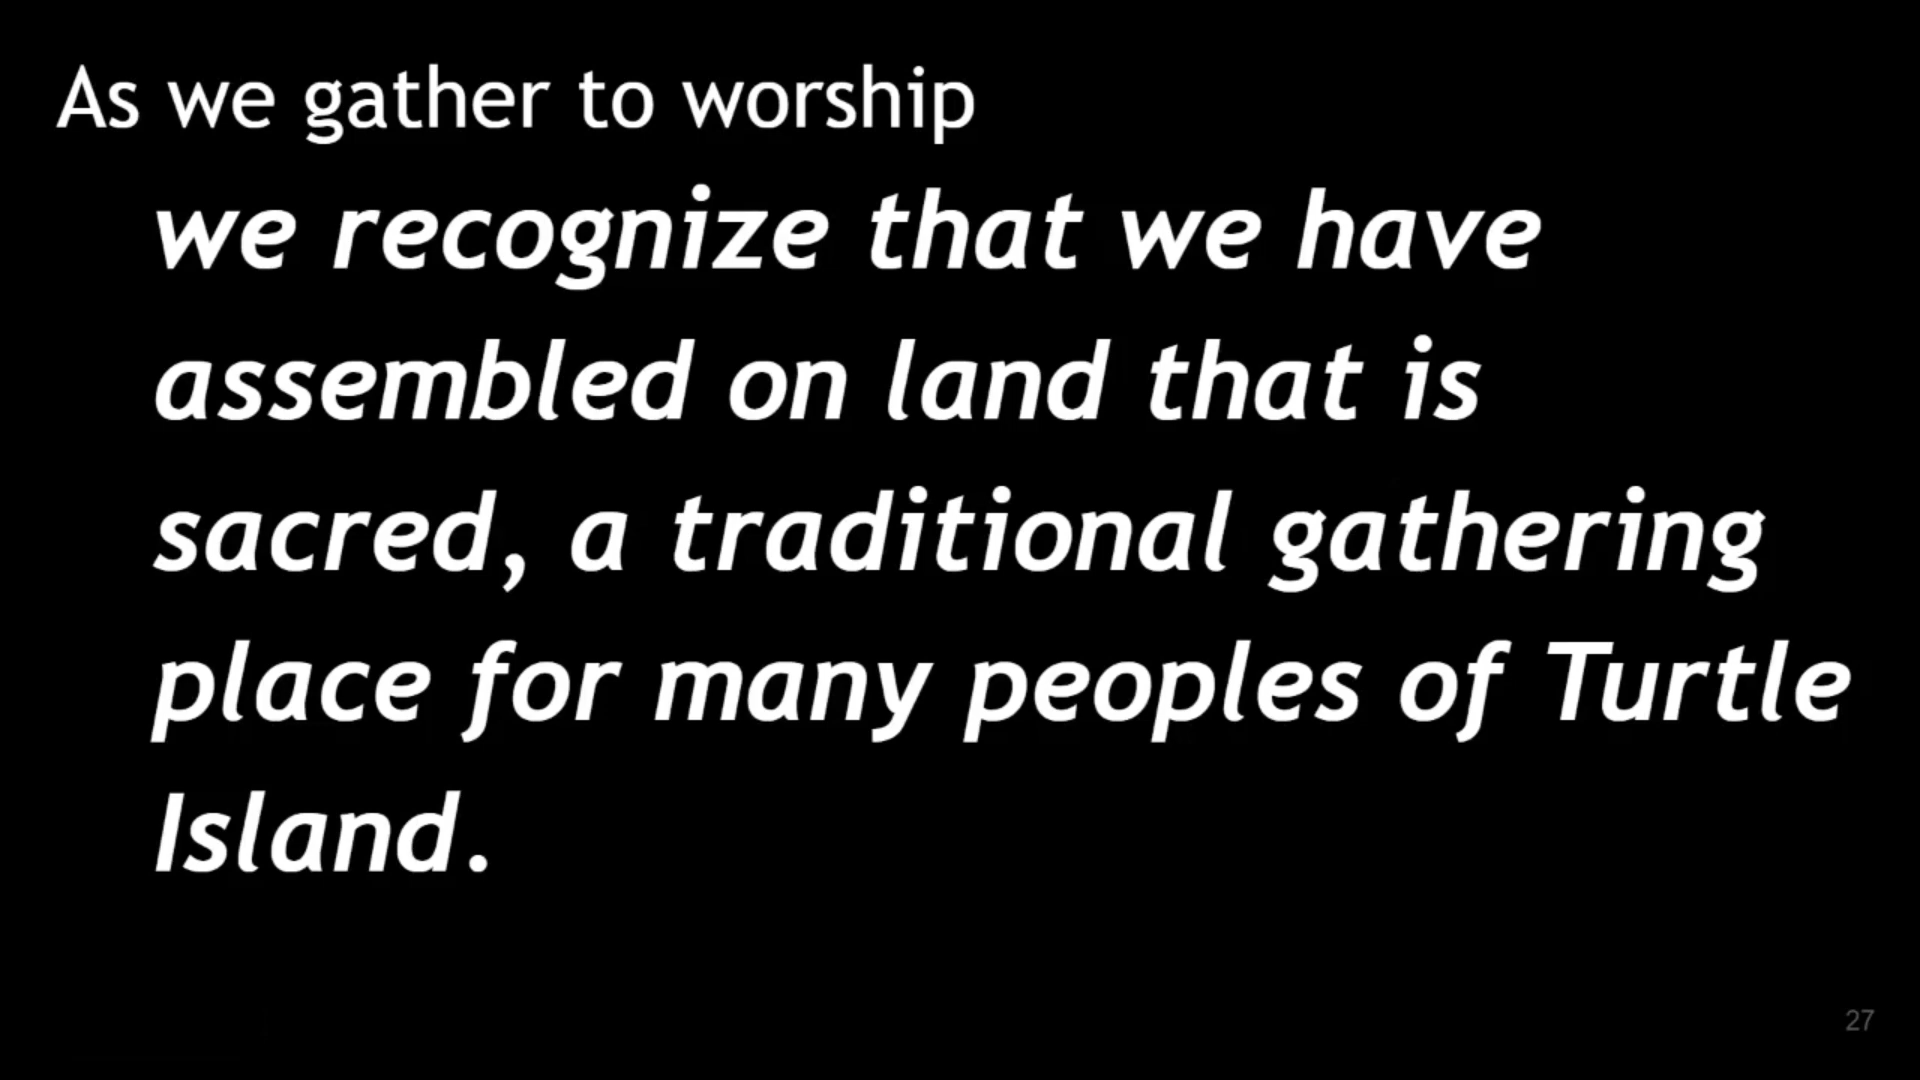 As we gather to worship
we recognize that we have
assembled on land that is
sacred, a traditional gathering
place for many peoples of Turtle
Island.
27